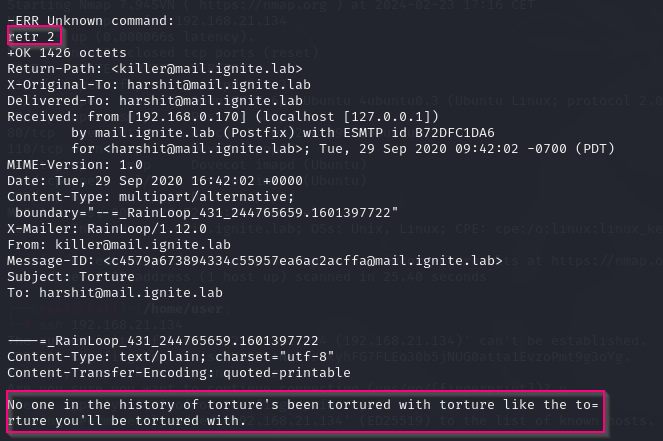 -ERR Unknown command:
retr 2
+OK 1426 octets
Return-Path: <killer@mail.ignite.lab>
X-Original-To: harshit@mail.ignite.lab
Delivered-To: harshit@mail.ignite.lab
Received: from [192.168.0.170] (localhost [127.0.0.1])
        by mail.ignite.lab (Postfix) with ESMTP id B72DFC1DA6
        for <harshit@mail.ignite.lab>; Tue, 29 Sep 2020 09:42:02 -0700 (PDT)
MIME-Version: 1.0
Date: Tue, 29 Sep 2020 16:42:02 +0000
Content-Type: multipart/alternative;
 boundary="--=_RainLoop_431_244765659.1601397722"
X-Mailer: RainLoop/1.12.0
From: killer@mail.ignite.lab
Message-ID: <c4579a673894334c55957ea6ac2acffa@mail.ignite.lab>
Subject: Torture
To: harshit@mail.ignite.lab

----=_RainLoop_431_244765659.1601397722
Content-Type: text/plain; charset="utf-8"
Content-Transfer-Encoding: quoted-printable

No one in the history of torture's been tortured with torture like the to=
rture you'll be tortured with.